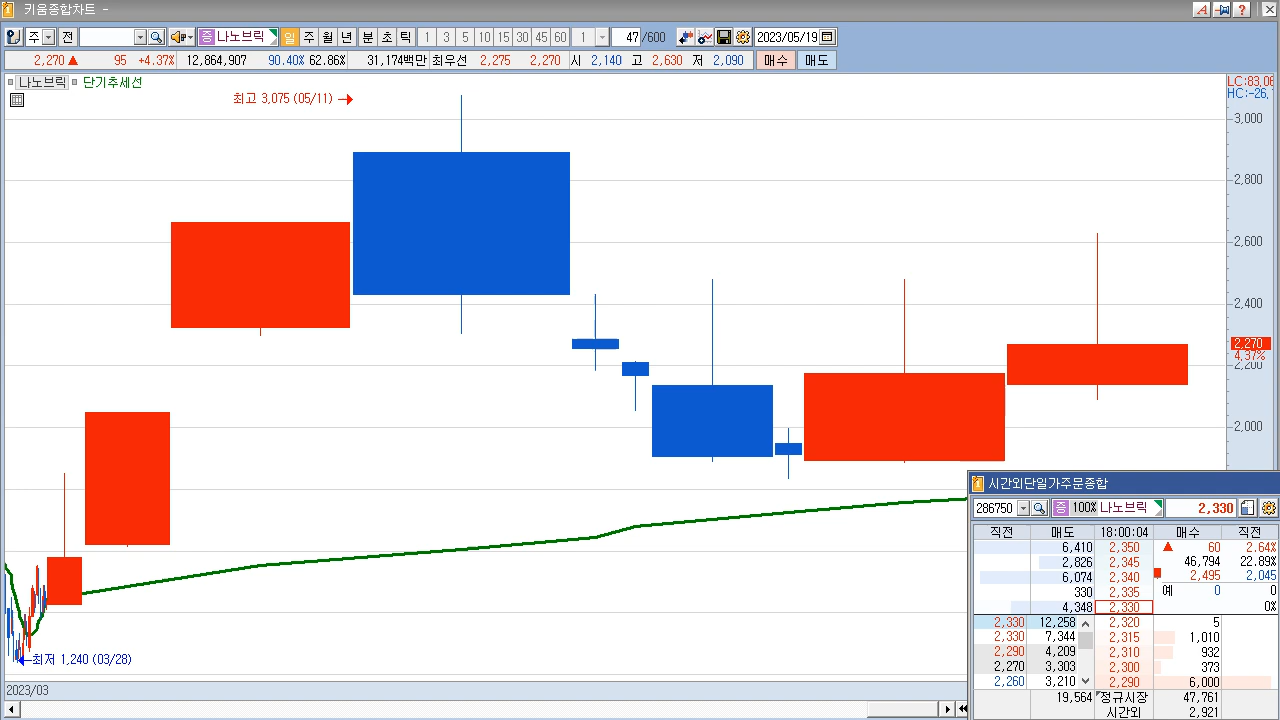 키움종합차트 -
주 전 증 나노브릭 일 주 월 년 분 초 틱 1 3 5 10 15 30 45 60 1 47 /600 2023/05/19
2,270 ▲ 95 +4.37% 12,864,907 90.40% 62.86% 31,174백만 최우선 2,275 2,270 시 2,140 고 2,630 저 2,090 매수 매도
나노브릭 단기추세선
LC:83.06
HC:-26.
최고 3,075 (05/11) →
3,000
2,800
2,600
2,400
2,270
4.37%
2,200
2,000
←최저 1,240 (03/28)
2023/03
시간외단일가주문종합
286750 증 100% 나노브릭 2,330
직전 매도 18:00:04 매수 직전
6,410 2,350 ▲ 60 2.64%
2,826 2,345 46,794 22.89%
6,074 2,340 2,495 2,045
330 2,335 예 0 0
4,348 2,330 0%
2,330 12,258 2,320 5
2,330 7,344 2,315 1,010
2,290 4,209 2,310 932
2,270 3,303 2,300 373
2,260 3,210 2,290 6,000
19,564 정규시장 47,761
시간외 2,921